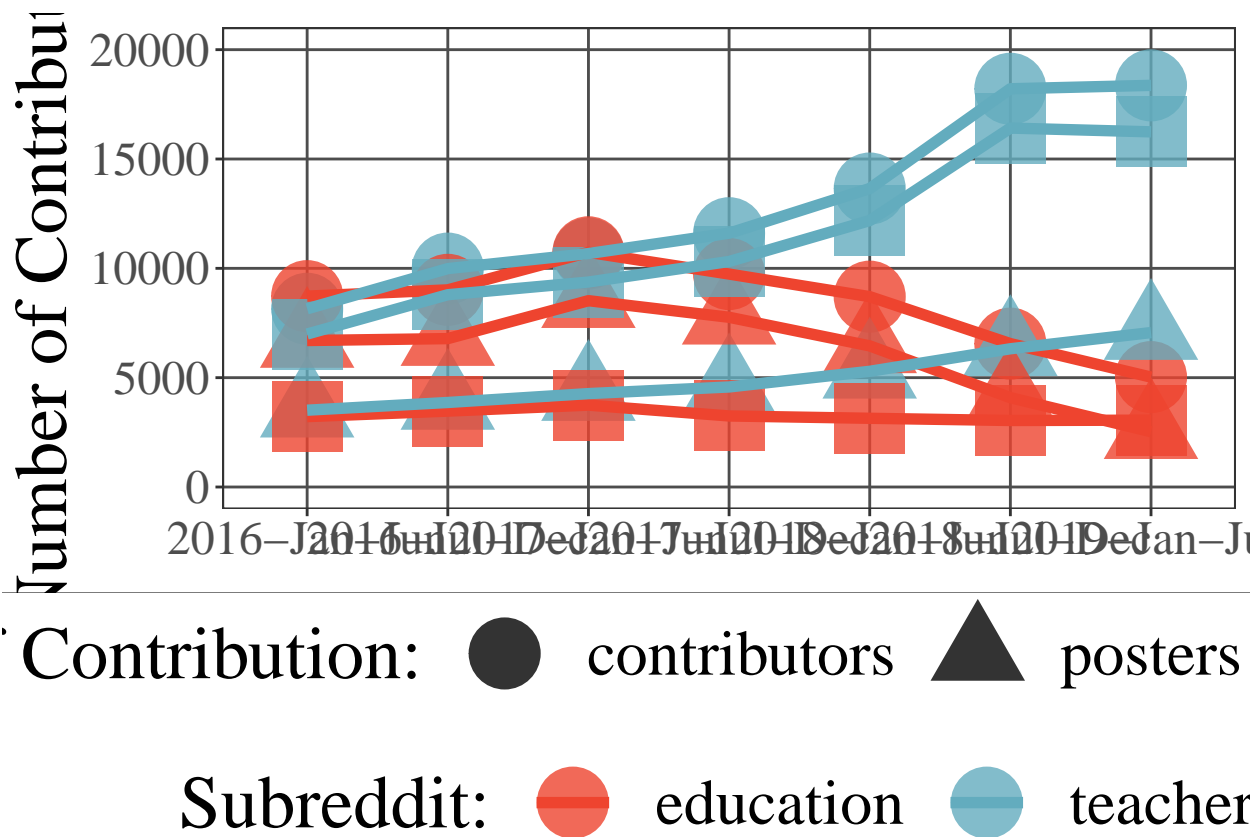 Number of Contribu
20000
15000
10000
5000
0
Contribution: contributors posters
Subreddit: education teacher